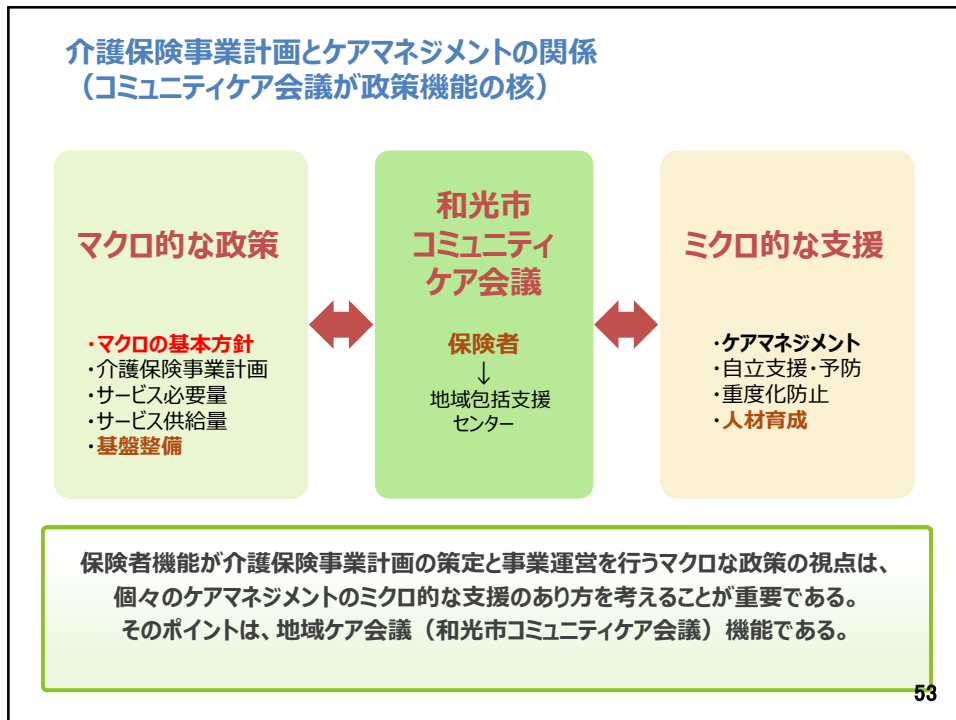 介護保険事業計画とケアマネジメントの関係
（コミュニティケア会議が政策機能の核）
マクロ的な政策
・マクロの基本方針
・介護保険事業計画
・サービス必要量
・サービス供給量
・基盤整備
和光市
コミュニティ
ケア会議
保険者
↓
地域包括支援
センター
ミクロ的な支援
・ケアマネジメント
・自立支援・予防
・重度化防止
・人材育成
保険者機能が介護保険事業計画の策定と事業運営を行うマクロな政策の視点は、
個々のケアマネジメントのミクロ的な支援のあり方を考えることが重要である。
そのポイントは、地域ケア会議（和光市コミュニティケア会議）機能である。
53